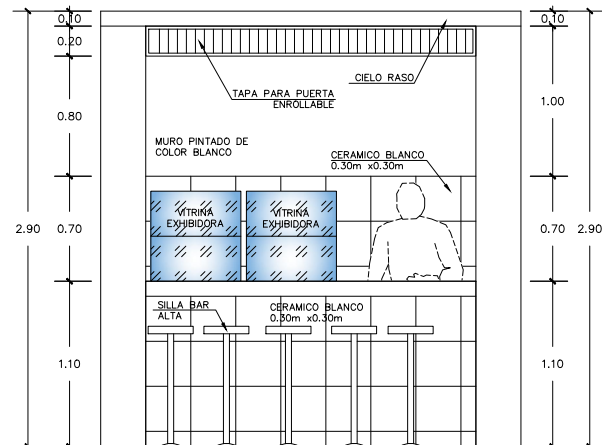 0.10
0.10
0.20
CIELO RASO
TAPA PARA PUERTA
ENROLLABLE
0.80
1.00
MURO PINTADO DE
COLOR BLANCO
CERAMICO BLANCO
0.30m x0.30m
VITRINA
EXHIBIDORA
VITRINA
EXHIBIDORA
2.90
0.70
0.70
2.90
SILLA BAR
ALTA
CERAMICO BLANCO
0.30m x0.30m
1.10
1.10